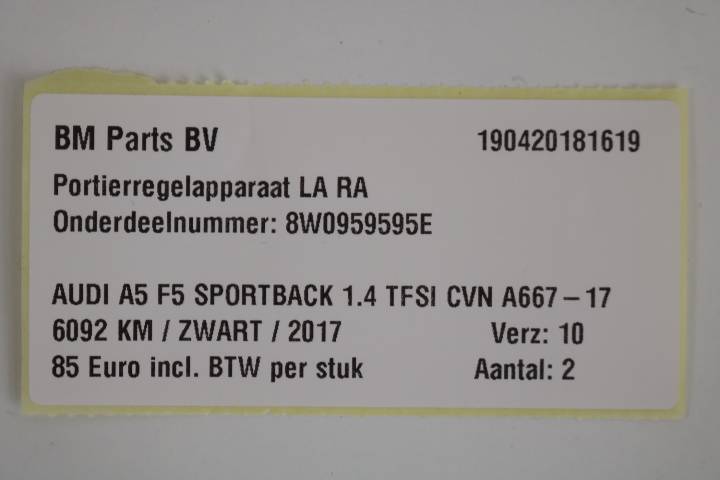 BM Parts BV 190420181619
Portierregelapparaat LA RA
Onderdeelnummer: 8W0959595E
AUDI A5 F5 SPORTBACK 1.4 TFSI CVN A667 – 17
6092 KM / ZWART / 2017 Verz: 10
85 Euro incl. BTW per stuk Aantal: 2